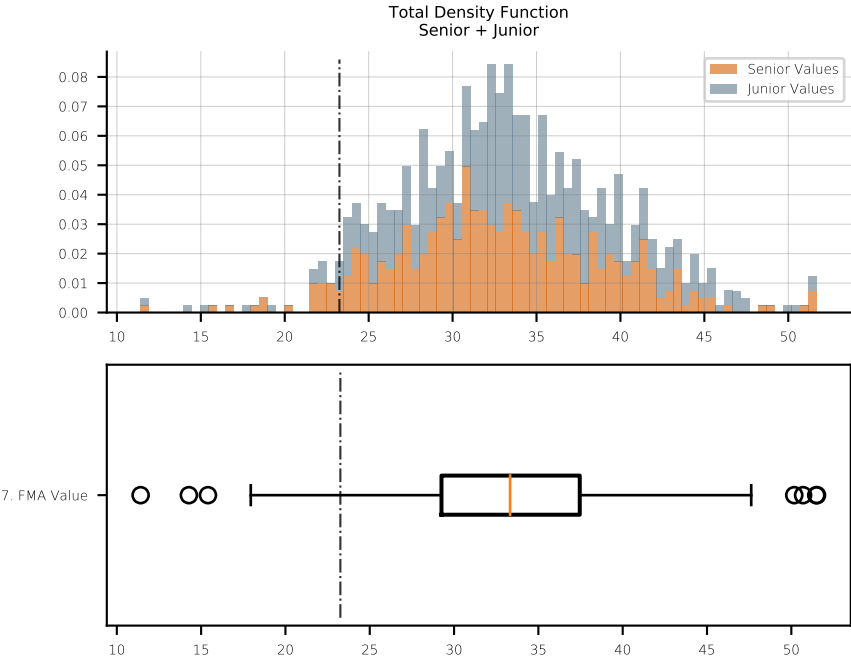 Total Density Function
Senior + Junior
Senior Values
Junior Values
0.08
0.07
0.06
0.05
0.04
0.03
0.02
0.01
0.00
10 15 20 25 30 35 40 45 50
7. FMA Value
10 15 20 25 30 35 40 45 50